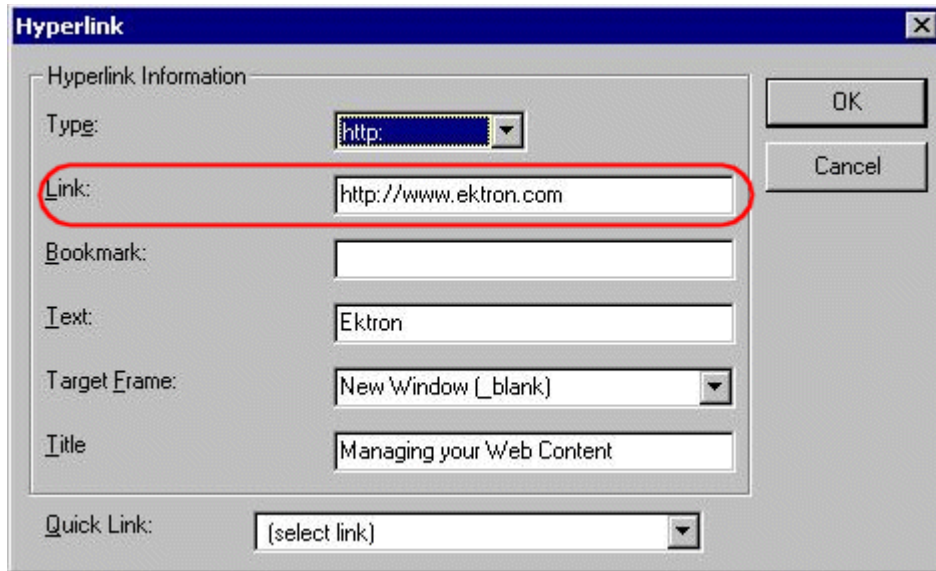 Hyperlink
Hyperlink Information
Type: http:
OK
Link: http://www.ektron.com
Cancel
Bookmark:
Text: Ektron
Target Frame: New Window (_blank)
Title Managing your Web Content
Quick Link: (select link)